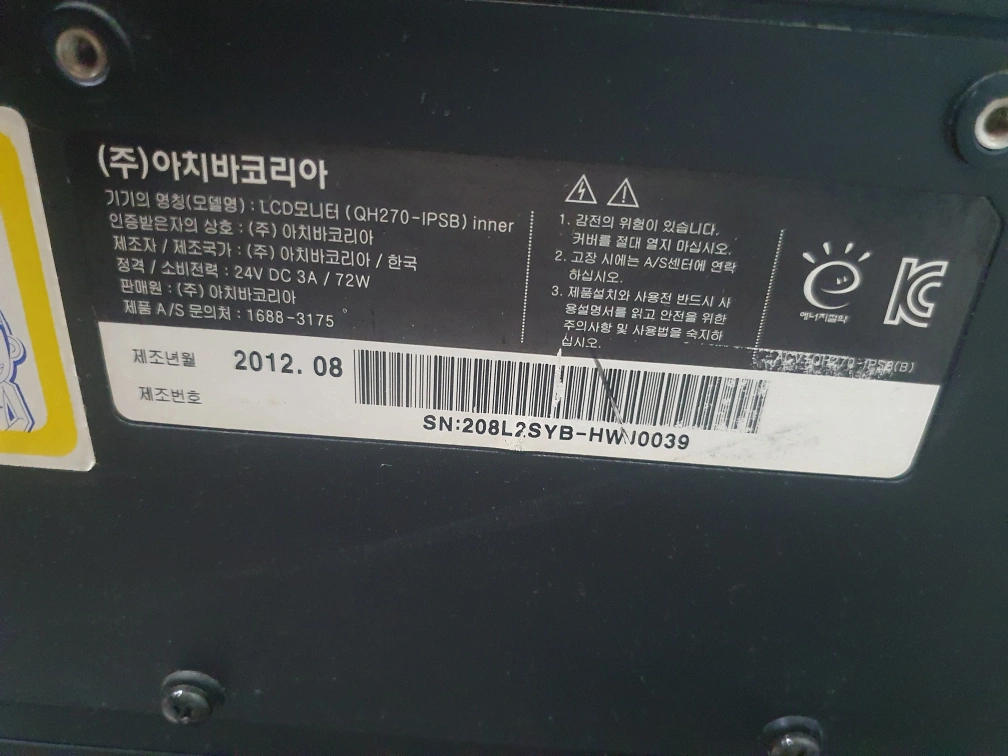 (주)아치바코리아
기기의 명칭(모델명) : LCD모니터 (QH270-IPSB) inner
인증받은자의 상호 : (주) 아치바코리아
제조자 / 제조국가 : (주) 아치바코리아 / 한국
정격 / 소비전력 : 24V DC 3A / 72W
판매원 : (주) 아치바코리아
제품 A/S 문의처 : 1688-3175
1. 감전의 위험이 있습니다.
커버를 절대 열지 마십시오.
2. 고장 시에는 A/S센터에 연락
하십시오.
3. 제품설치와 사용전 반드시 사
용설명서를 읽고 안전을 위한
주의사항 및 사용법을 숙지하
십시오.
에너지절약
제조년월 2012. 08
제조번호
SN:208L2SYB-HWJ0039